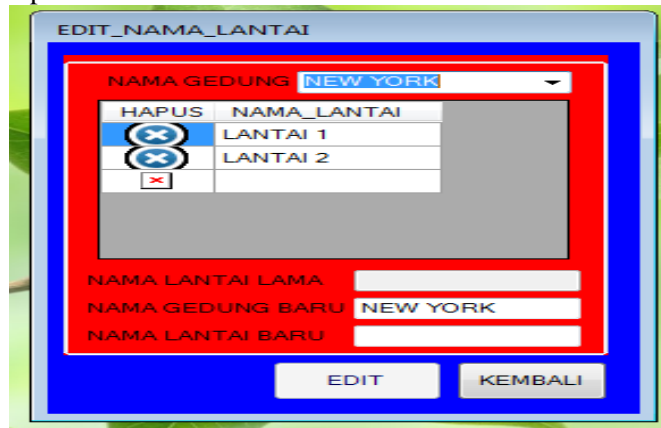 EDIT_NAMA_LANTAI
NAMA GEDUNG NEW YORK
HAPUS NAMA_LANTAI
LANTAI 1
LANTAI 2
NAMA LANTAI LAMA
NAMA GEDUNG BARU NEW YORK
NAMA LANTAI BARU
EDIT KEMBALI